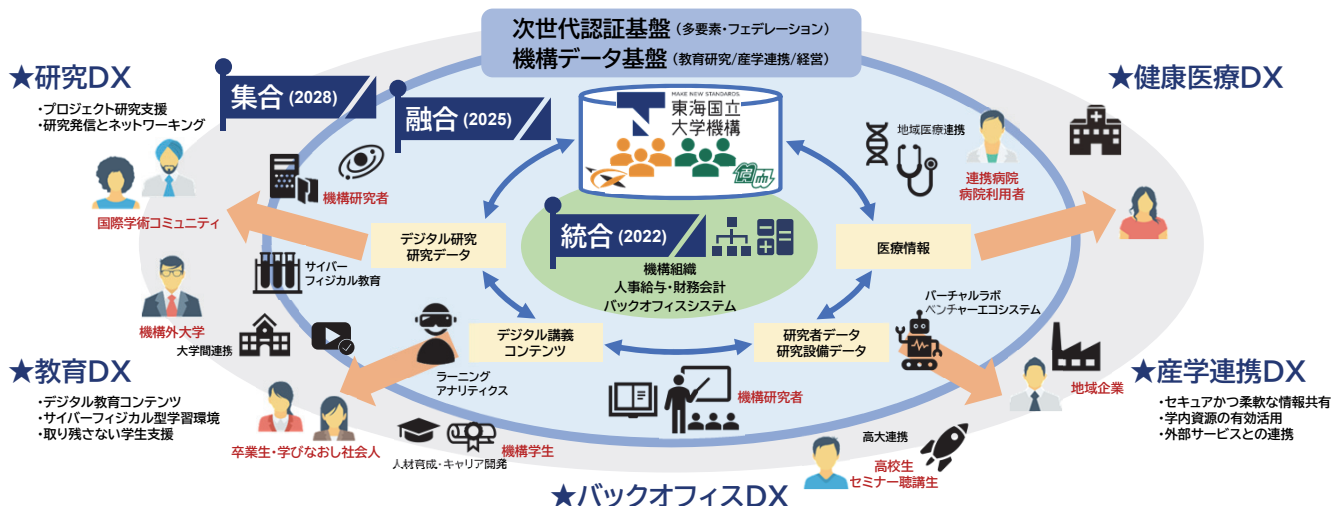 次世代認証基盤 (多要素・フェデレーション)
機構データ基盤 (教育研究/産学連携/経営)
★研究DX
・プロジェクト研究支援
・研究発信とネットワーキング
集合 (2028)
融合 (2025)
MAKE NEW STANDARDS.
東海国立
大学機構
★健康医療DX
地域医療連携
連携病院
病院利用者
機構研究者
国際学術コミュニティ
デジタル研究
研究データ
統合 (2022)
機構組織
人事給与・財務会計
バックオフィスシステム
医療情報
サイバー
フィジカル教育
機構外大学
大学間連携
バーチャルラボ
ベンチャーエコシステム
デジタル講義
コンテンツ
研究者データ
研究設備データ
★教育DX
・デジタル教育コンテンツ
・サイバーフィジカル型学習環境
・取り残さない学生支援
ラーニング
アナリティクス
機構研究者
地域企業
★産学連携DX
・セキュアかつ柔軟な情報共有
・学内資源の有効活用
・外部サービスとの連携
卒業生・学びなおし社会人
機構学生
人材育成・キャリア開発
高大連携
高校生
セミナー聴講生
★バックオフィスDX